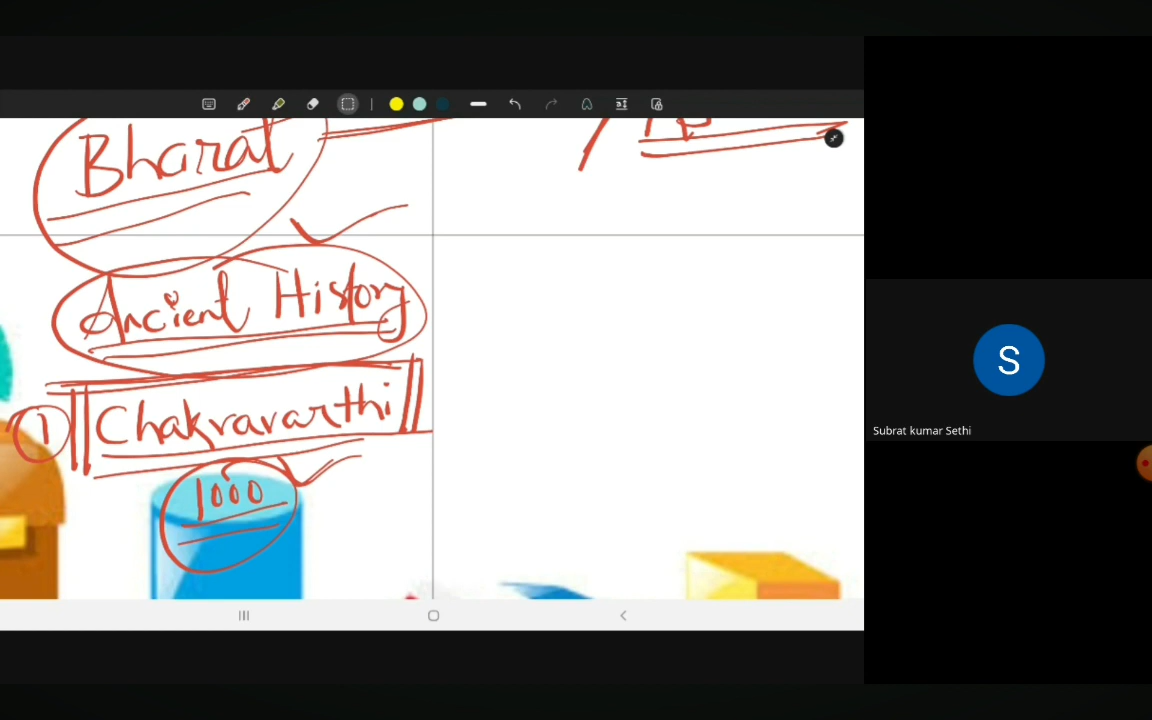 Bharat
Ancient History
① Chakravarthi
1000
S
Subrat kumar Sethi